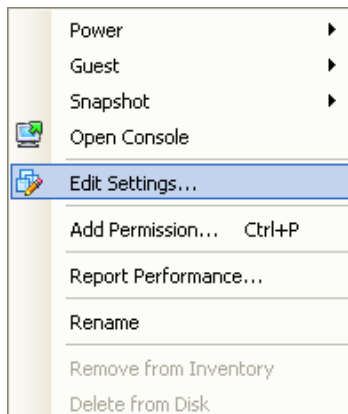 Power
Guest
Snapshot
Open Console
Edit Settings...
Add Permission... Ctrl+P
Report Performance...
Rename
Remove from Inventory
Delete from Disk